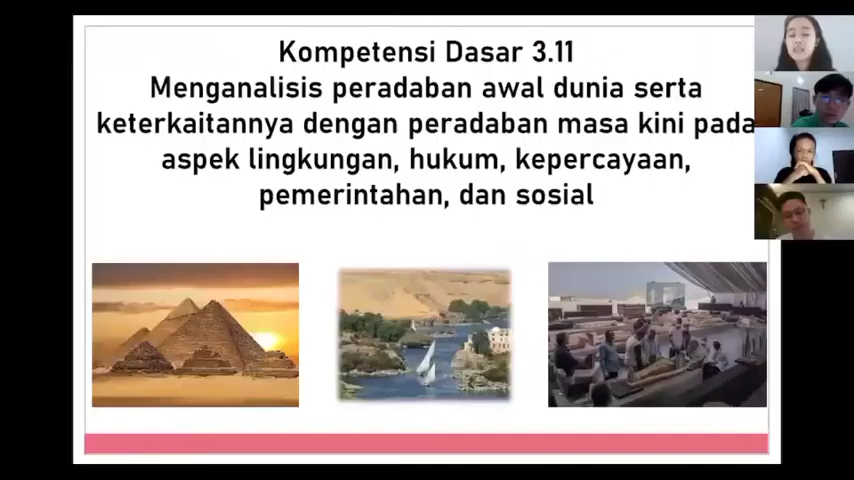 Kompetensi Dasar 3.11
Menganalisis peradaban awal dunia serta
keterkaitannya dengan peradaban masa kini pada
aspek lingkungan, hukum, kepercayaan,
pemerintahan, dan sosial